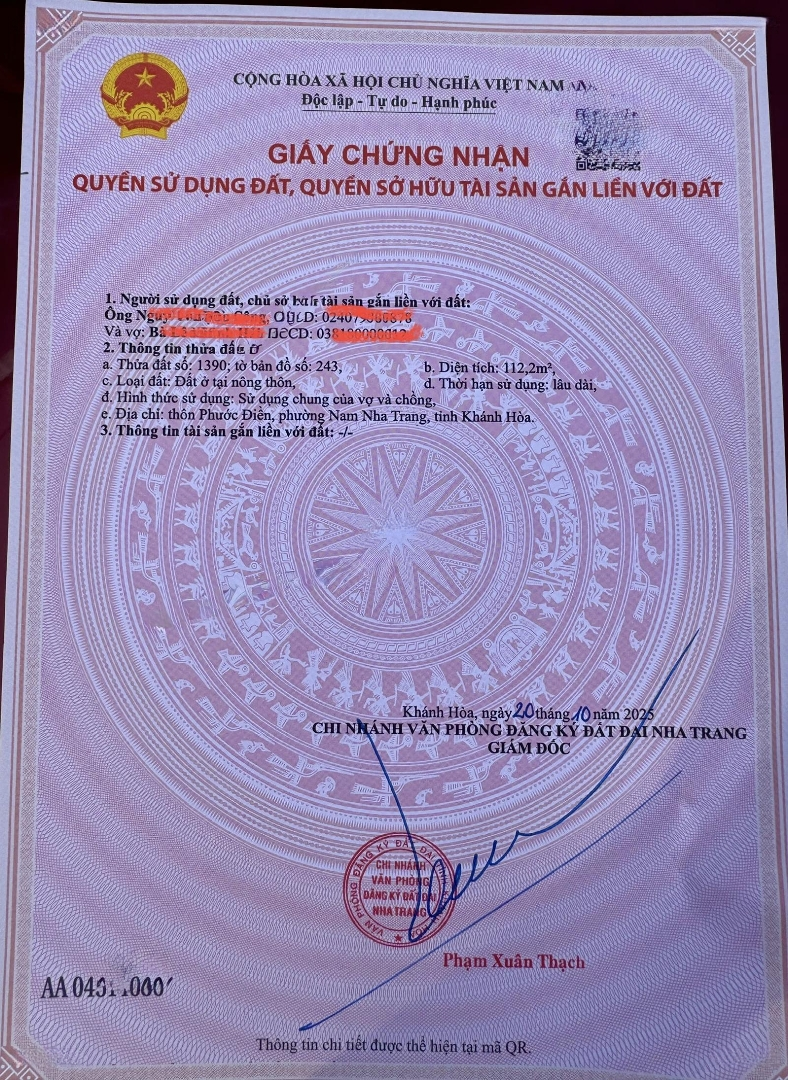 CỘNG HÒA XÃ HỘI CHỦ NGHĨA VIỆT NAM
Độc lập - Tự do - Hạnh phúc
GIẤY CHỨNG NHẬN
QUYỀN SỬ DỤNG ĐẤT, QUYỀN SỞ HỮU TÀI SẢN GẮN LIỀN VỚI ĐẤT
1. Người sử dụng đất, chủ sở tài sản gắn liền với đất:
Ông
Và vợ:
2. Thông tin thửa
a. Thửa đất số: 1390; tờ bản đồ số: 243,
b. Diện tích: 112,2m²,
c. Loại đất: Đất ở tại nông thôn,
d. Thời hạn sử dụng: lâu dài,
đ. Hình thức sử dụng: Sử dụng chung của vợ và chồng,
e. Địa chỉ: thôn Phước Điền, phường Nam Nha Trang, tỉnh Khánh Hòa.
3. Thông tin tài sản gắn liền với đất: -/-
Khánh Hòa, ngày 20 tháng 10 năm 2025
CHI NHÁNH VĂN PHÒNG ĐĂNG KÝ ĐẤT ĐAI NHA TRANG
GIÁM ĐỐC
VĂN PHÒNG ĐĂNG KÝ ĐẤT ĐAI
CHI NHÁNH
VĂN PHÒNG
ĐĂNG KÝ ĐẤT ĐAI
NHA TRANG
Phạm Xuân Thạch
Thông tin chi tiết được thể hiện tại mã QR.